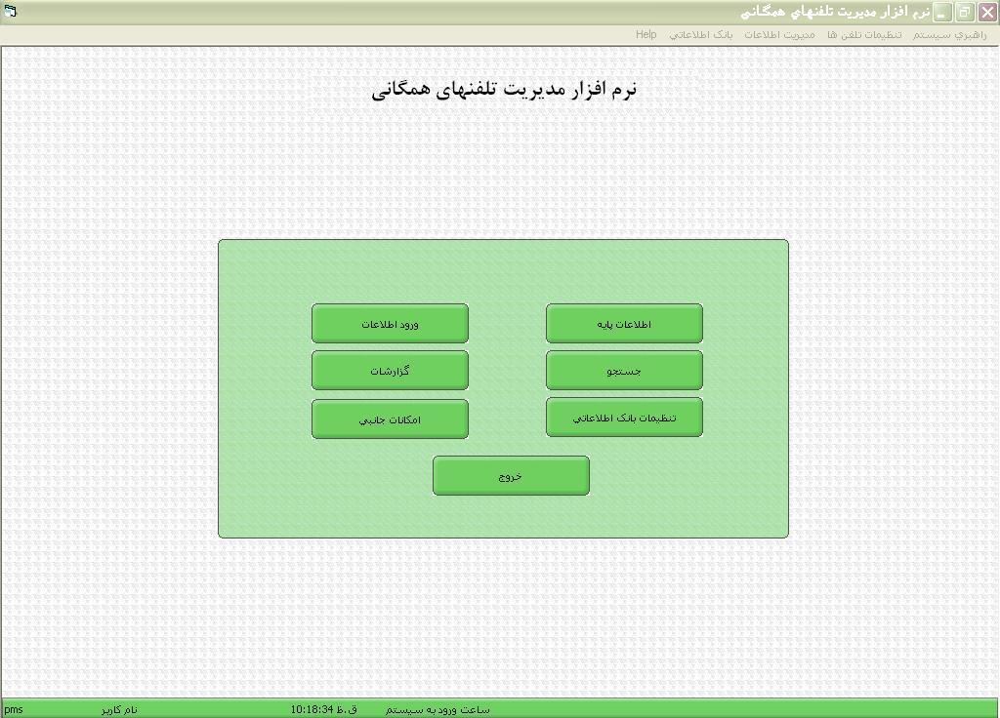 نرم افزار مديريت تلفنهاي همگاني
راهبري سيستم تنظيمات تلفن ها مديريت اطلاعات بانک اطلاعاتي Help
نرم افزار مدیریت تلفنهای همگانی
اطلاعات پايه
ورود اطلاعات
جستجو
گزارشات
تنظيمات بانک اطلاعاتي
امکانات جانبي
خروج
ساعت ورود به سيستم 10:18:34 ق.ظ نام کاربر pms